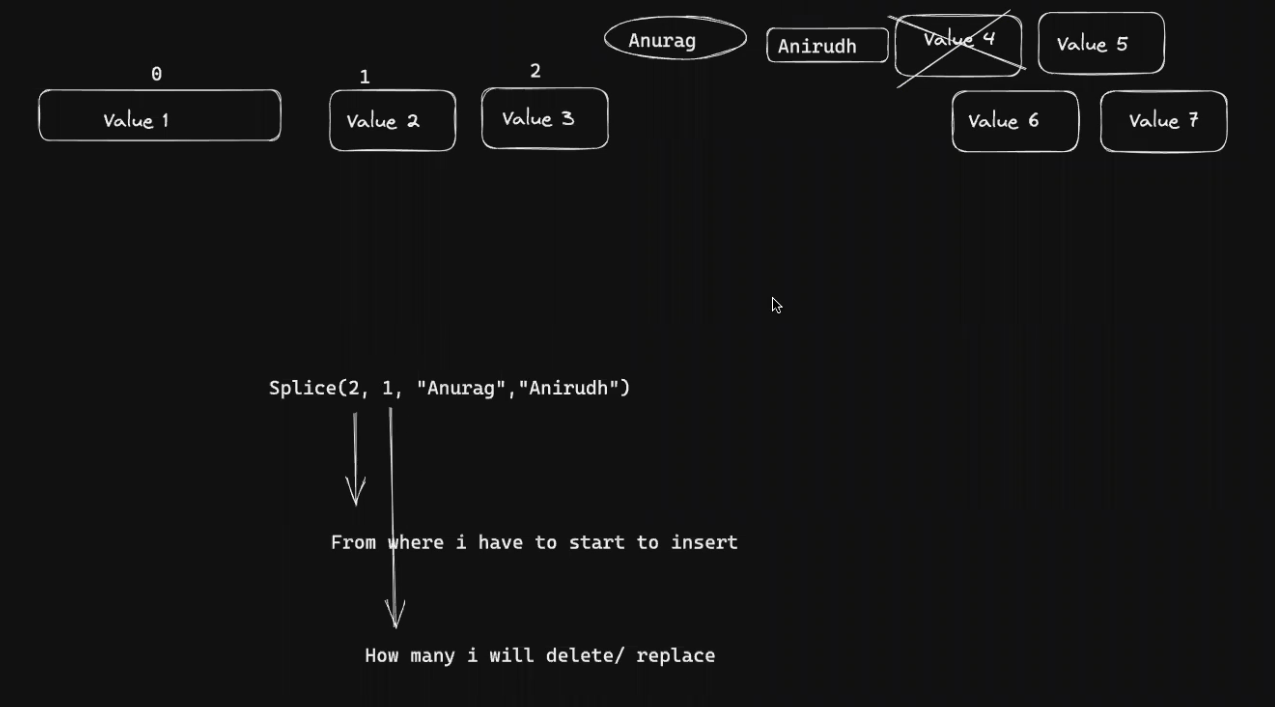 Anurag
Anirudh
Value 4
Value 5
0
1
2
Value 1
Value 2
Value 3
Value 6
Value 7
Splice(2, 1, "Anurag","Anirudh")
From where i have to start to insert
How many i will delete/ replace